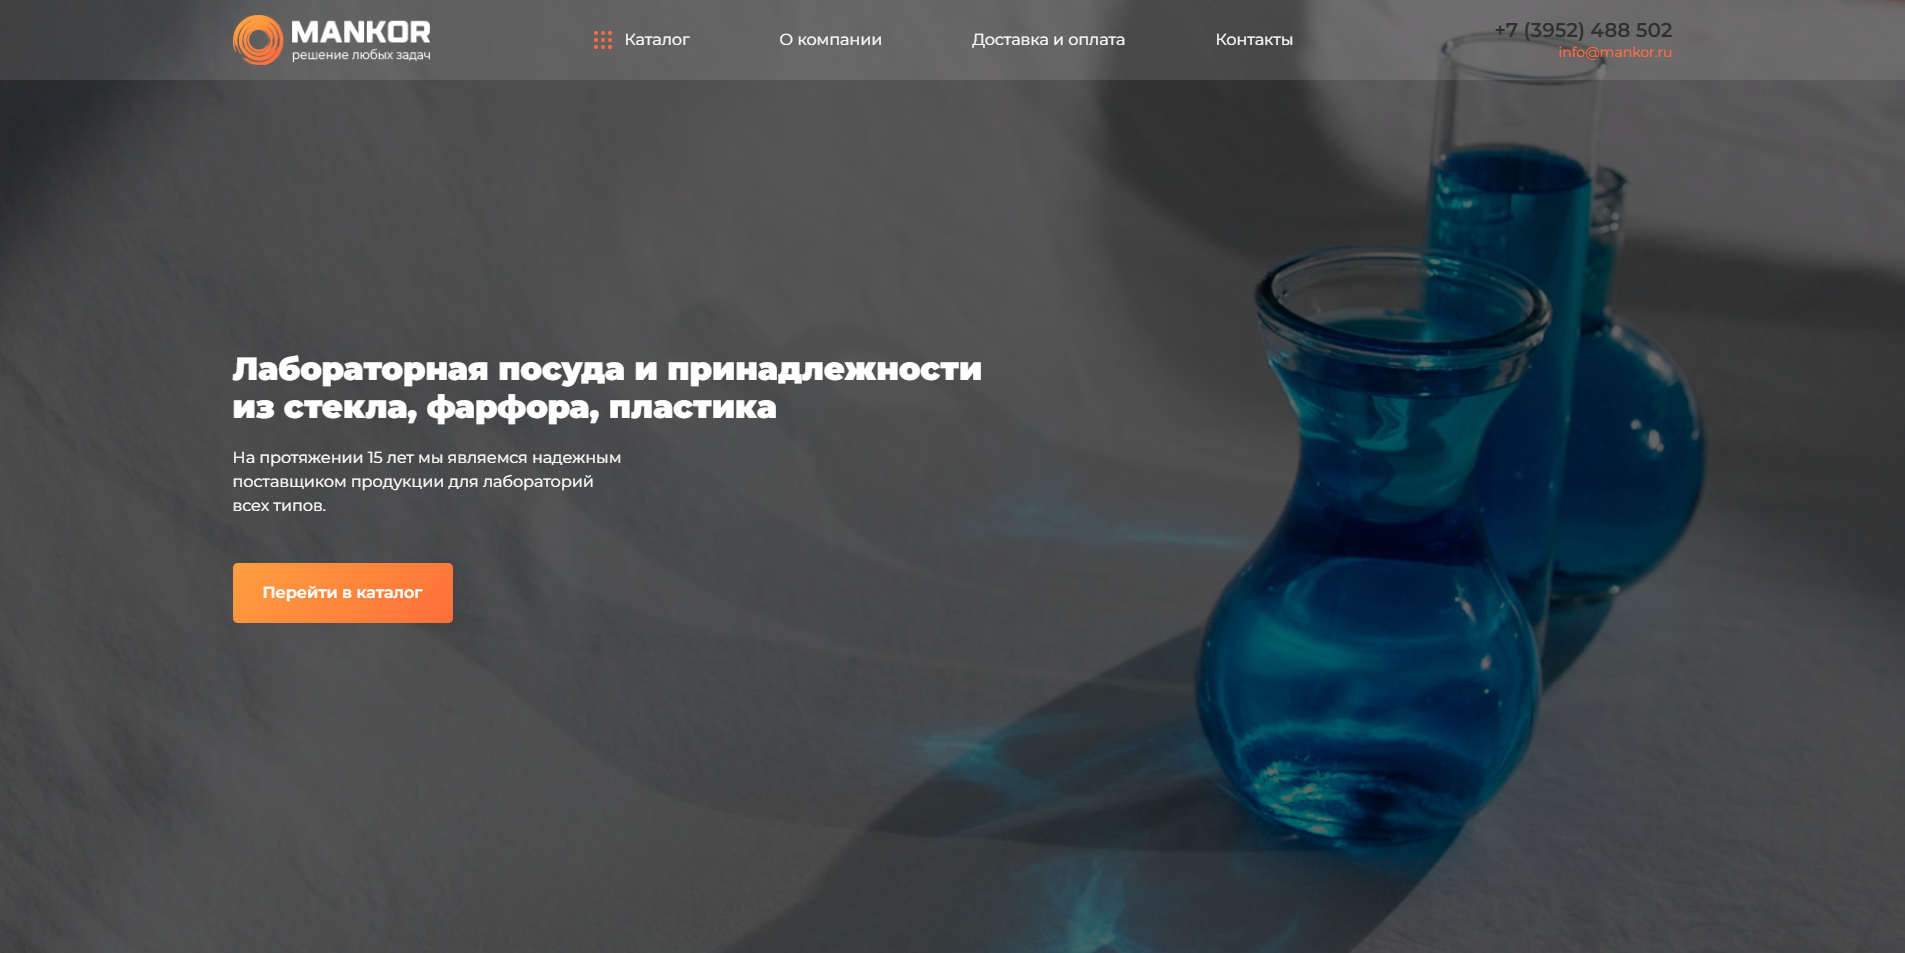 MANKOR
решение любых задач
Каталог
О компании
Доставка и оплата
Контакты
+7 (3952) 488 502
info@mankor.ru
Лабораторная посуда и принадлежности
из стекла, фарфора, пластика
На протяжении 15 лет мы являемся надежным
поставщиком продукции для лабораторий
всех типов.
Перейти в каталог